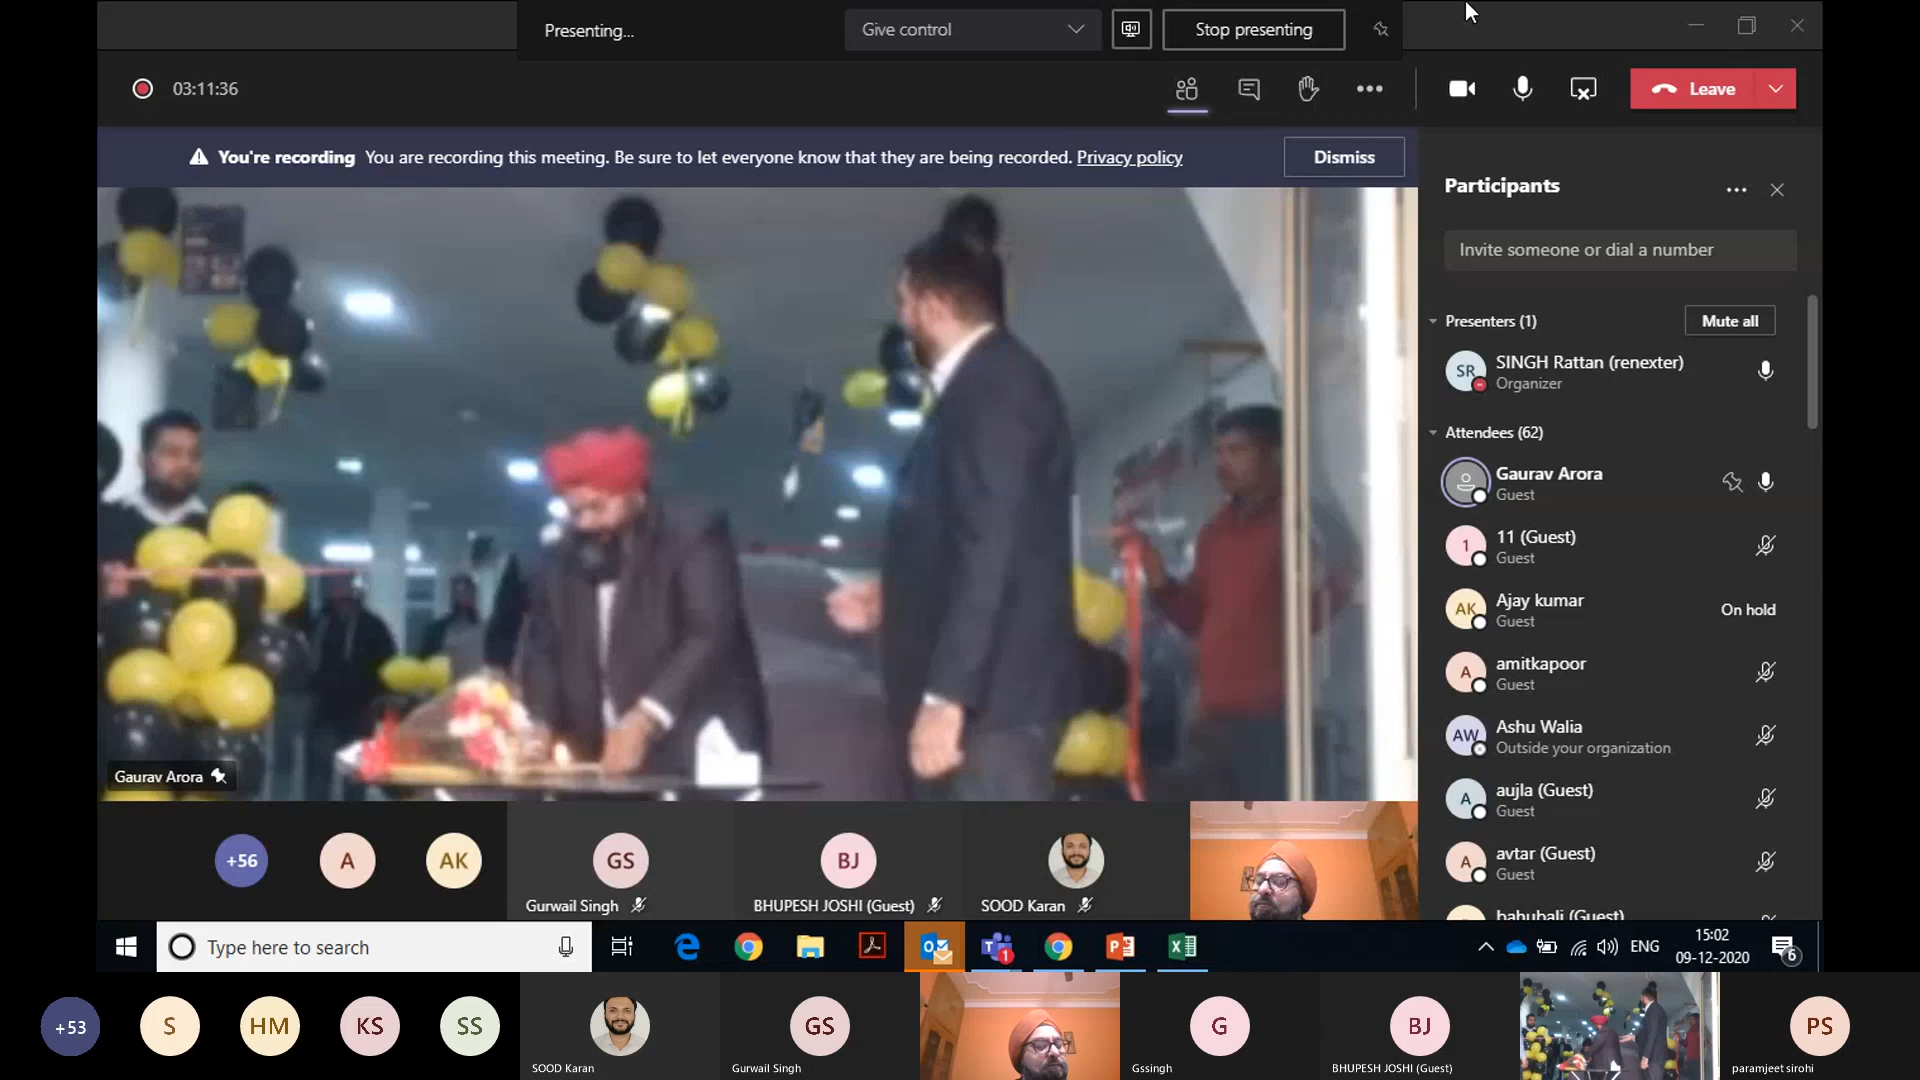 Presenting...
Give control
Stop presenting
03:11:36
Leave
You're recording You are recording this meeting. Be sure to let everyone know that they are being recorded. Privacy policy
Dismiss
Participants
Invite someone or dial a number
Presenters (1)
Mute all
SR
SINGH Rattan (renexter)
Organizer
Attendees (62)
Gaurav Arora
Guest
1
11 (Guest)
Guest
AK
Ajay kumar
Guest
On hold
A
amitkapoor
Guest
AW
Ashu Walia
Outside your organization
A
aujla (Guest)
Guest
A
avtar (Guest)
Guest
bahubali (Guest)
Gaurav Arora
+56
A
AK
GS
Gurwail Singh
BJ
BHUPESH JOSHI (Guest)
SOOD Karan
Type here to search
1
ENG
15:02
09-12-2020
6
+53
S
HM
KS
SS
SOOD Karan
GS
Gurwail Singh
G
Gssingh
BJ
BHUPESH JOSHI (Guest)
PS
paramjeet sirohi